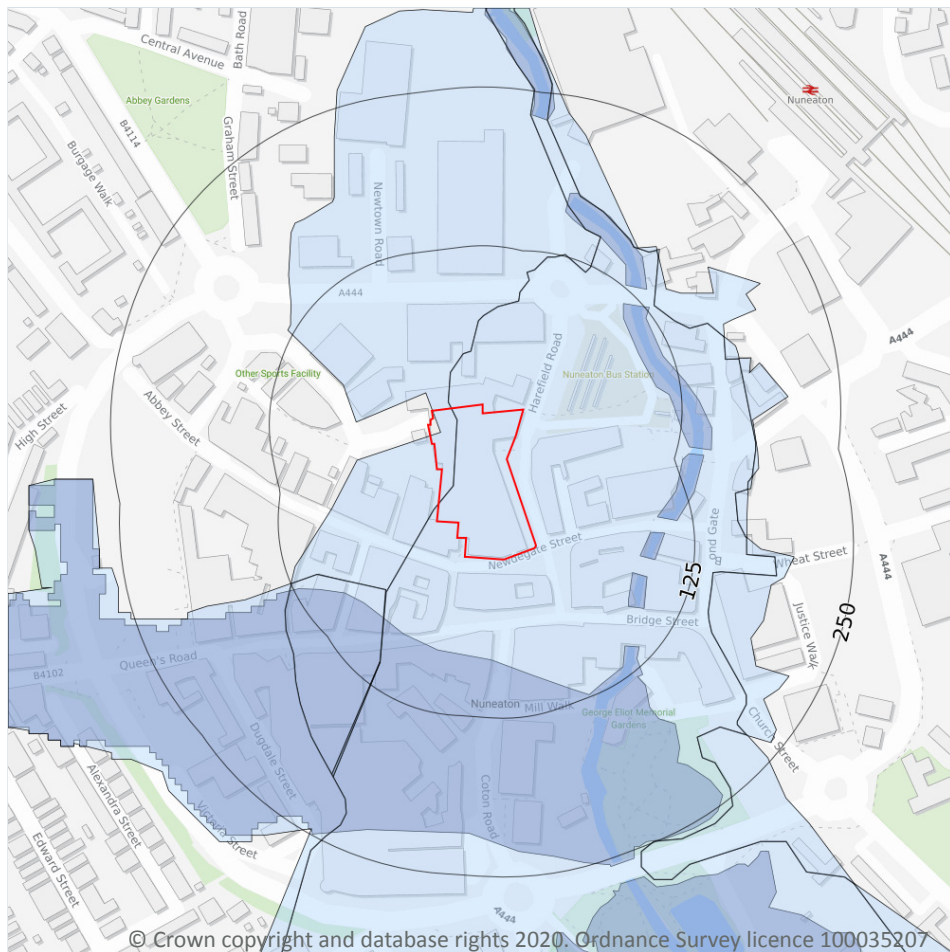 Bath Road
Central Avenue
Abbey Gardens
B4114
Graham Street
Burgage Walk
Nuneaton
Newtown Road
A444
A444
Harefield Road
Other Sports Facility
Nuneaton Bus Station
High Street
Abbey Street
ond Gate
B
Newdegate Street
Wheat Street
A444
125
250
Bridge Street
Justice Walk
Queen's Road
B4102
Nuneaton
Mill Walk
George Eliot Memorial
Gardens
Church Street
Dugdale Street
Coton Road
Alexandra Street
Victoria Street
Edward Street
A444
© Crown copyright and database rights 2020. Ordnance Survey licence 100035207